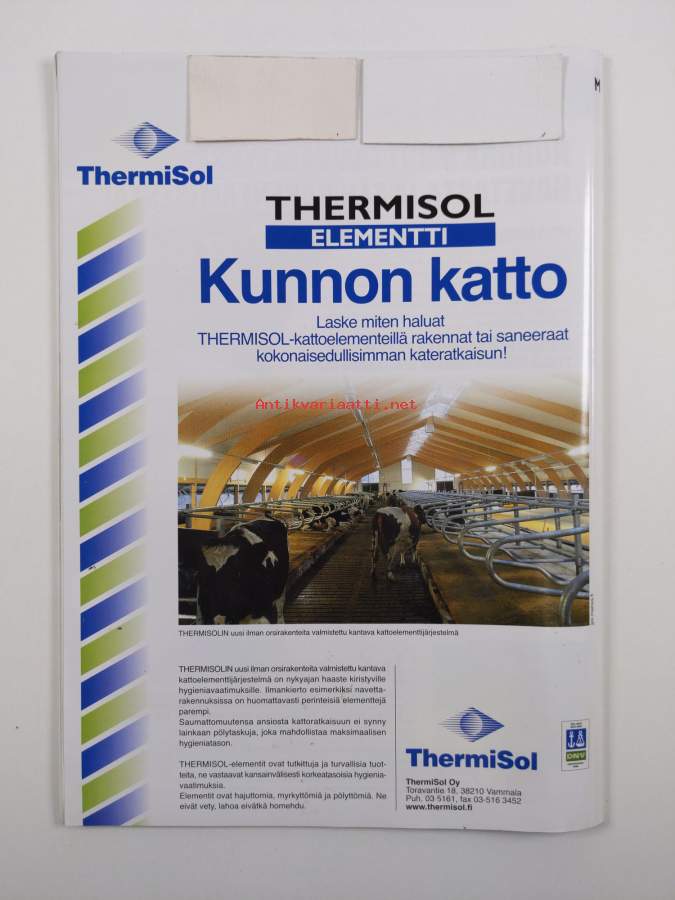 M
ThermiSol
THERMISOL
ELEMENTTI
Kunnon katto
Laske miten haluat
THERMISOL-kattoelementeillä rakennat tai saneeraat
kokonaisedullisimman kateratkaisun!
Antikvariaatti.net
THERMISOLIN uusi ilman orsirakenteita valmistettu kantava kattoelementtijärjestelmä
THERMISOLIN uusi ilman orsirakenteita valmistettu kantava
kattoelementtijärjestelmä on nykyajan haaste kiristyville
hygieniavaatimuksille. Ilmankierto esimerkiksi navetta-
rakennuksissa on huomattavasti perinteisiä elementtejä
parempi.
Saumattomuutensa ansiosta kattoratkaisuun ei synny
lainkaan pölytaskuja, joka mahdollistaa maksimaalisen
hygieniatason.
THERMISOL-elementit ovat tutkittuja ja turvallisia tuot-
teita, ne vastaavat kansainvälisesti korkeatasoisia hygienia-
vaatimuksia.
Elementit ovat hajuttomia, myrkyttömiä ja pölyttömiä. Ne
eivät vety, lahoa eivätkä homehdu.
ThermiSol
DNV
ThermiSol Oy
Toravantie 18, 38210 Vammala
Puh. 03 5161, fax 03-516 3452
www.thermisol.fi